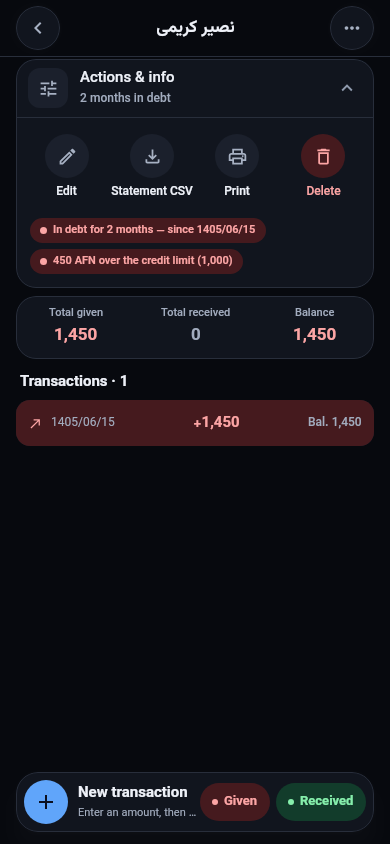 نصیر کریمی
Actions & info
2 months in debt
Edit
Statement CSV
Print
Delete
In debt for 2 months — since 1405/06/15
450 AFN over the credit limit (1,000)
Total given
Total received
Balance
1,450
0
1,450
Transactions · 1
1405/06/15
+1,450
Bal. 1,450
New transaction
Enter an amount, then …
Given
Received